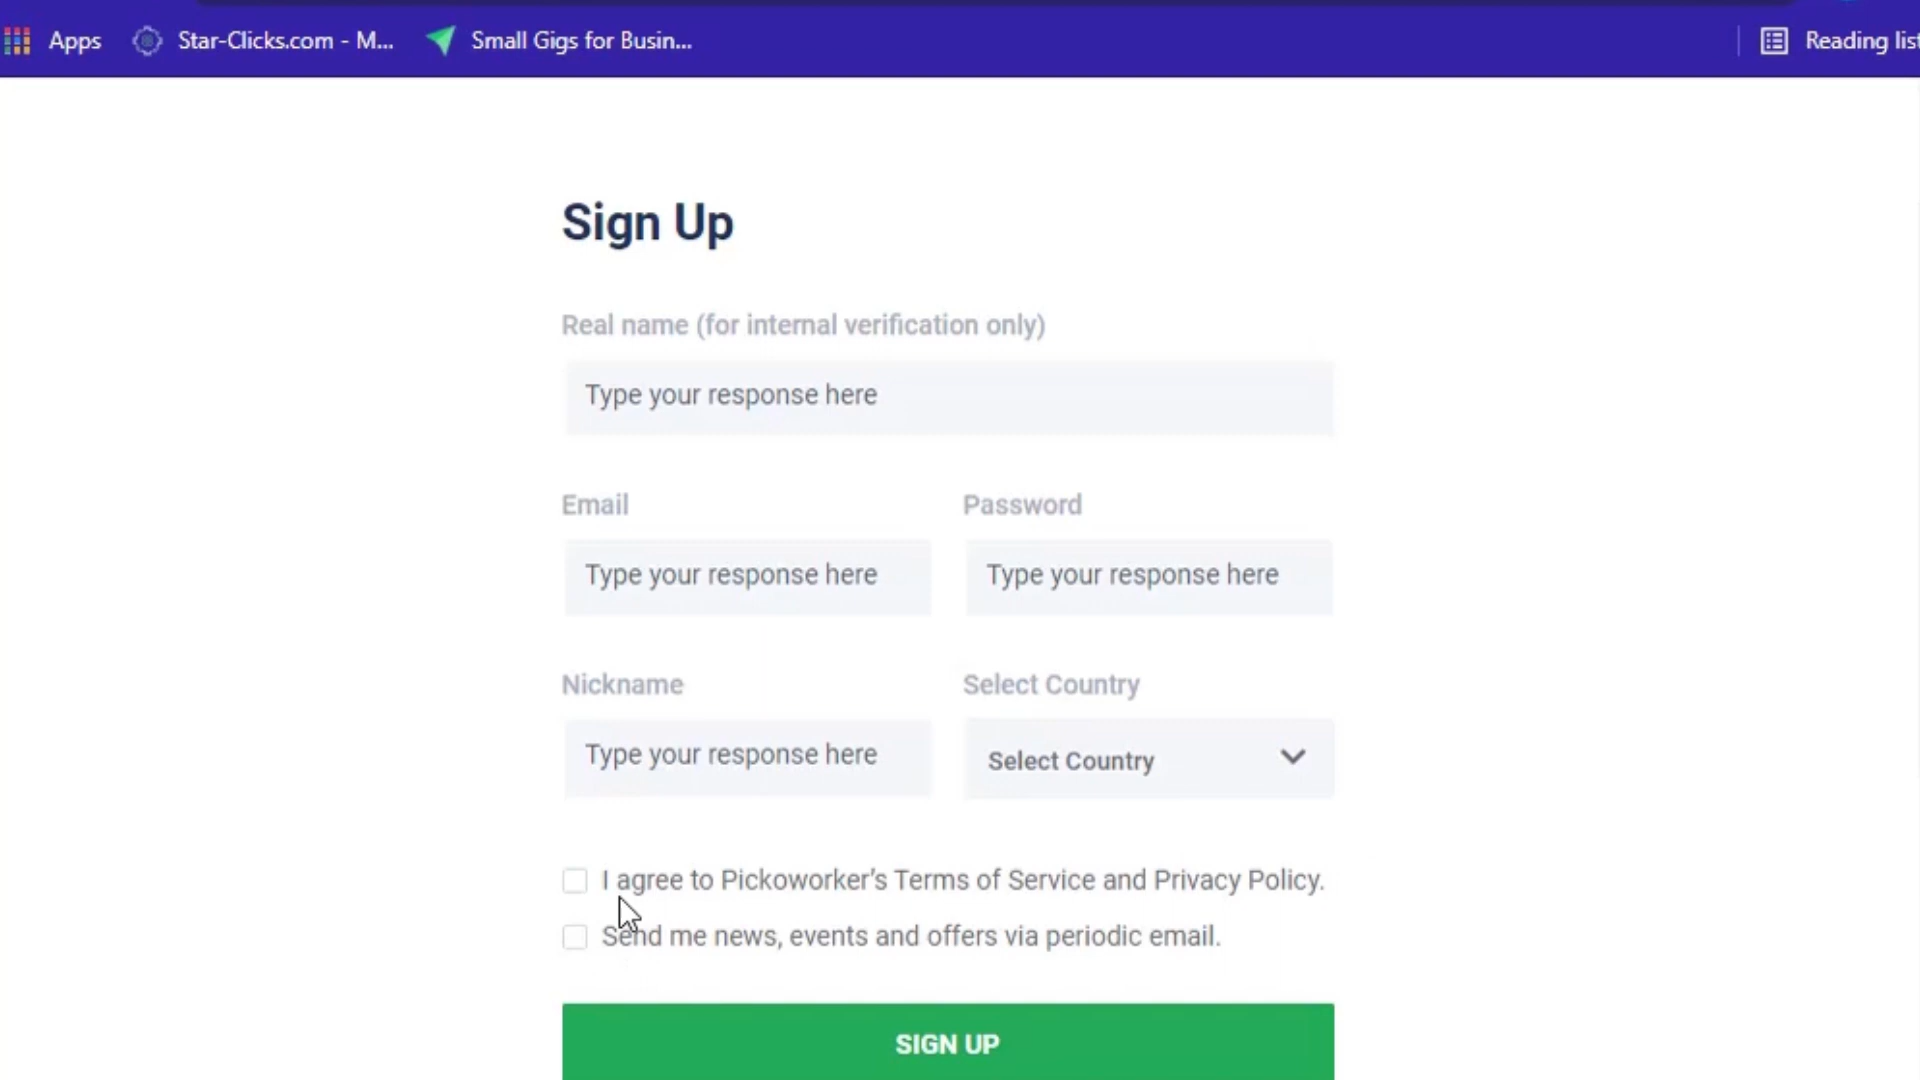 Apps Star-Clicks.com - M... Small Gigs for Busin... Reading list
Sign Up
Real name (for internal verification only)
Type your response here
Email Password
Type your response here Type your response here
Nickname Select Country
Type your response here Select Country
I agree to Pickoworker's Terms of Service and Privacy Policy.
Send me news, events and offers via periodic email.
SIGN UP